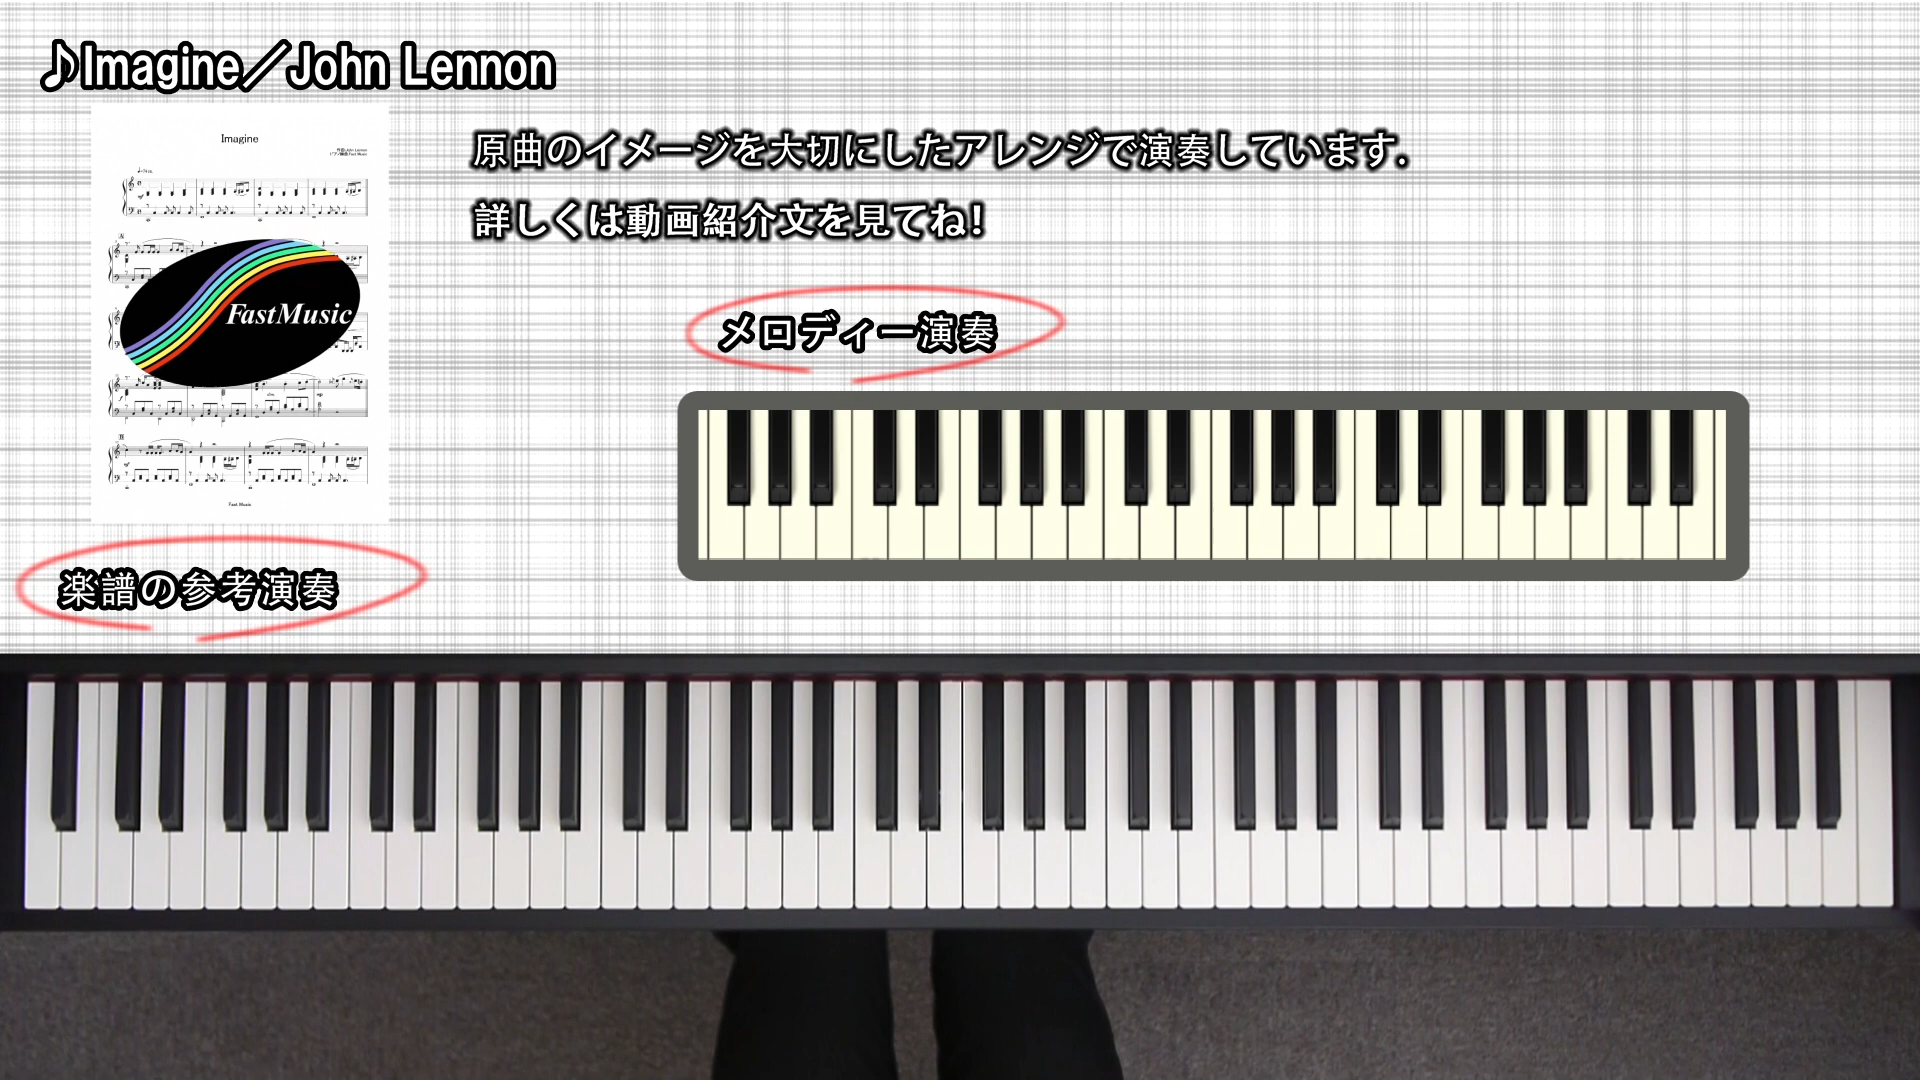 ♪Imagine／John Lennon
原曲のイメージを大切にしたアレンジで演奏しています．
詳しくは動画紹介文を見てね！
Imagine
FastMusic
Fast Music
メロディー演奏
楽譜の参考演奏